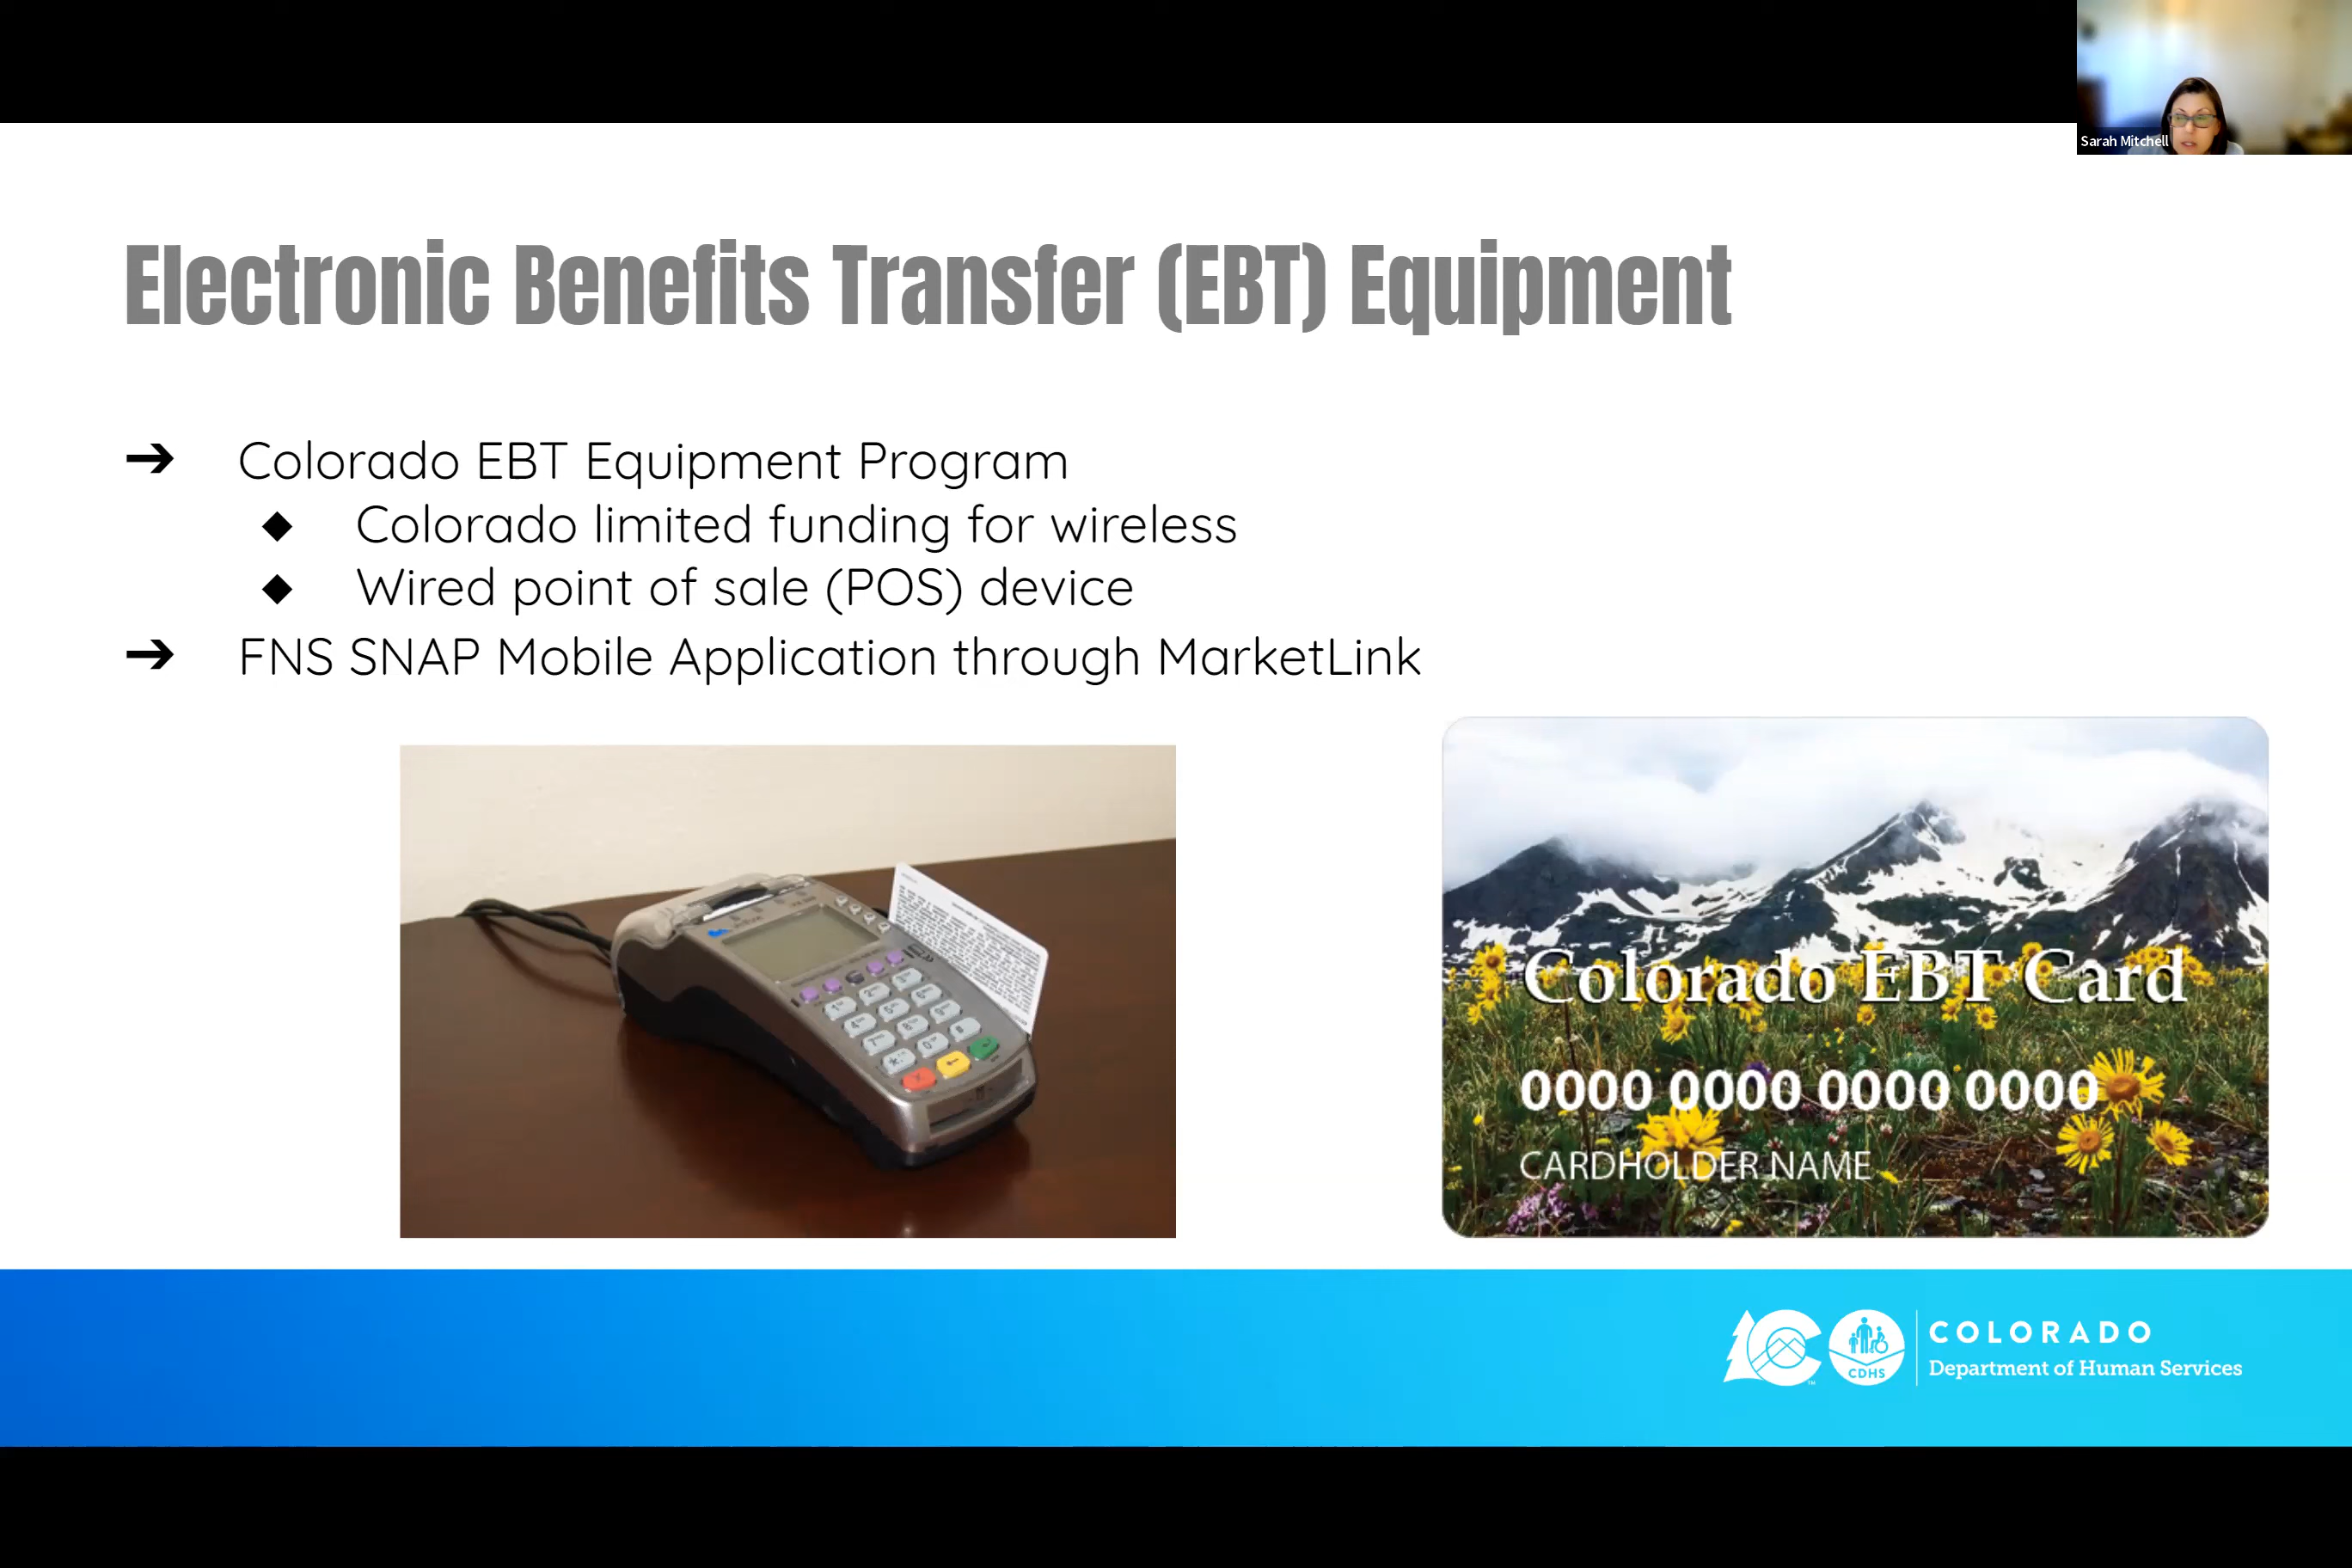 Sarah Mitchell
Electronic Benefits Transfer (EBT) Equipment
➔ Colorado EBT Equipment Program
◆ Colorado limited funding for wireless
◆ Wired point of sale (POS) device
➔ FNS SNAP Mobile Application through MarketLink
Colorado EBT Card
0000 0000 0000 0000
CARDHOLDER NAME
CDHS
TM
COLORADO
Department of Human Services